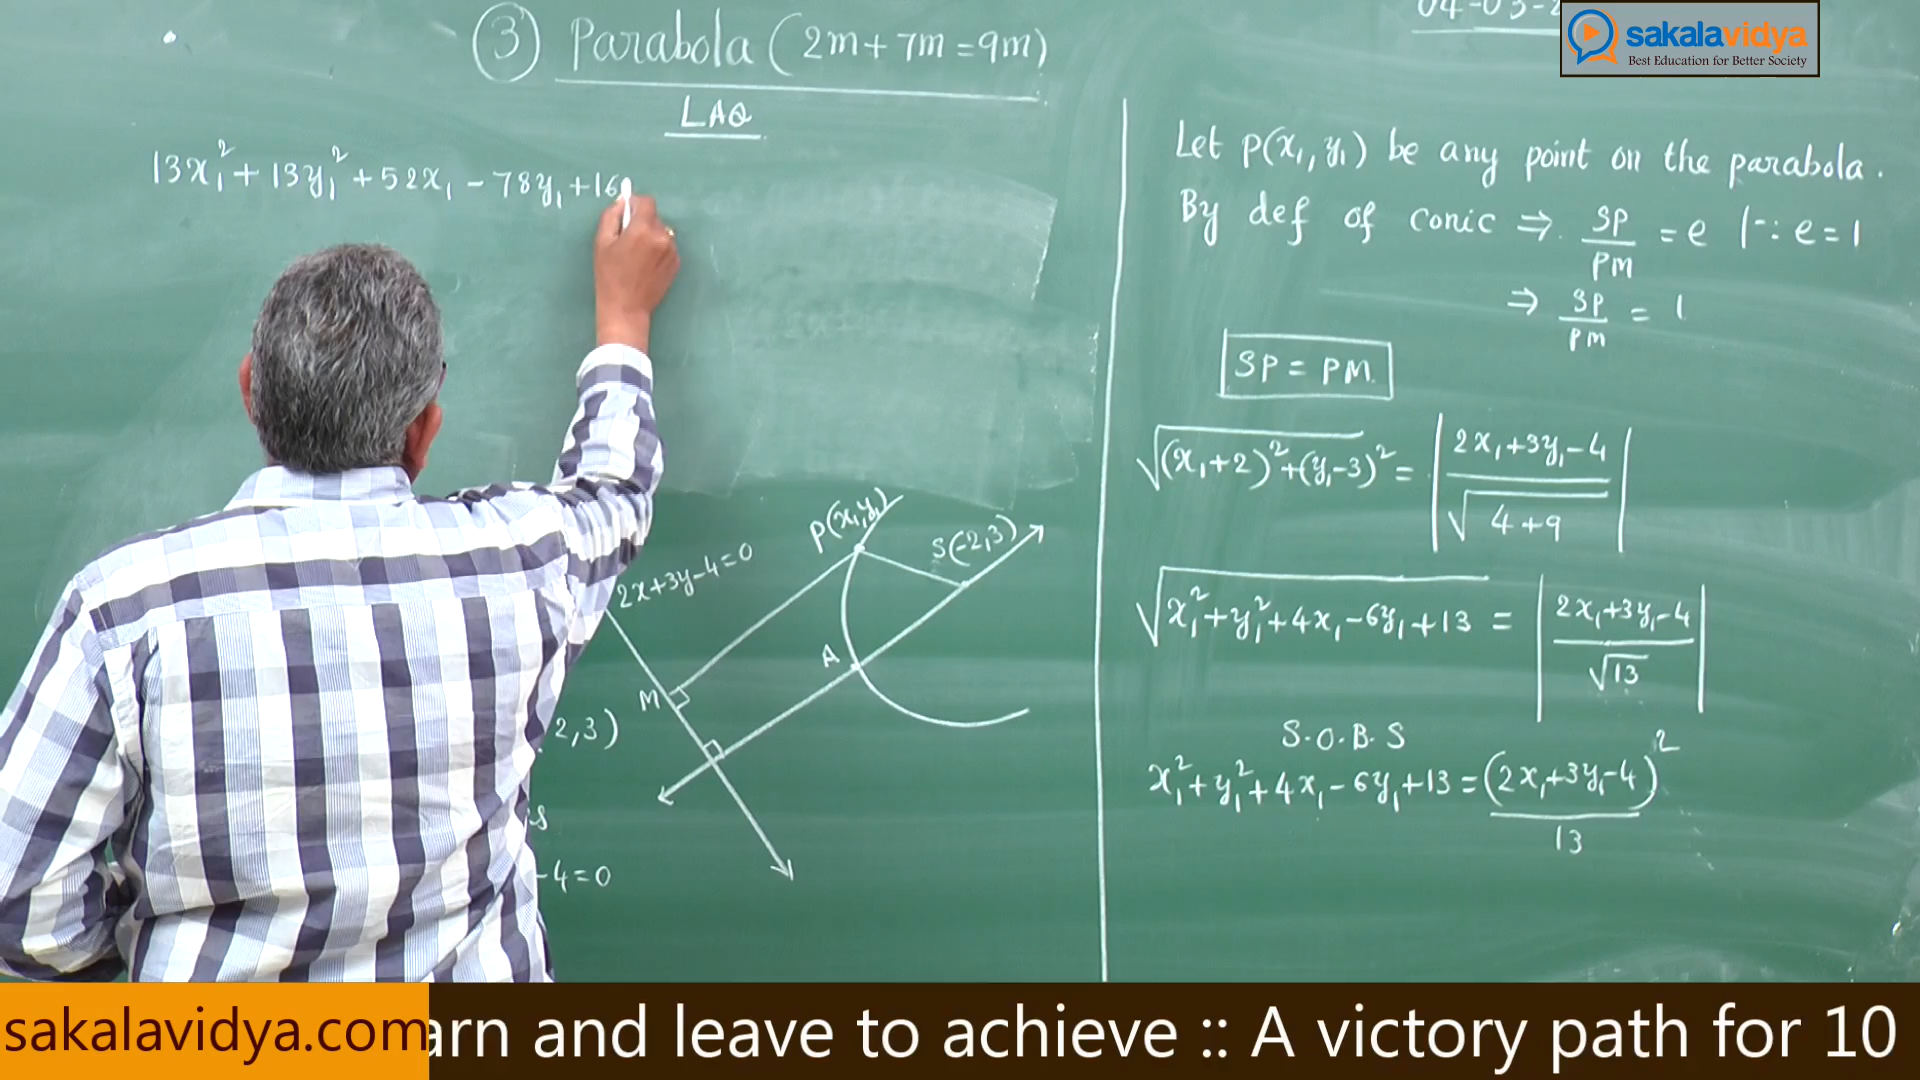 04-03-2
sakalavidya
Best Education for Better Society
③ Parabola (2m+7m=9m)
LAQ
13x₁²+13y₁²+52x₁-78y₁+16
P(x₁,y₁)
S(-2,3)
2x+3y-4=0
A
M
2,3)
is
-4=0
Let P(x₁,y₁) be any point on the parabola.
By def of conic ⇒ SP/PM = e |∵ e=1
⇒ SP/PM = 1
SP = PM
√(x₁+2)²+(y₁-3)² = |2x₁+3y₁-4/√4+9|
√x₁²+y₁²+4x₁-6y₁+13 = |2x₁+3y₁-4/√13|
S.O.B.S
x₁²+y₁²+4x₁-6y₁+13=(2x₁+3y₁-4)²/13
sakalavidya.com
arn and leave to achieve :: A victory path for 10